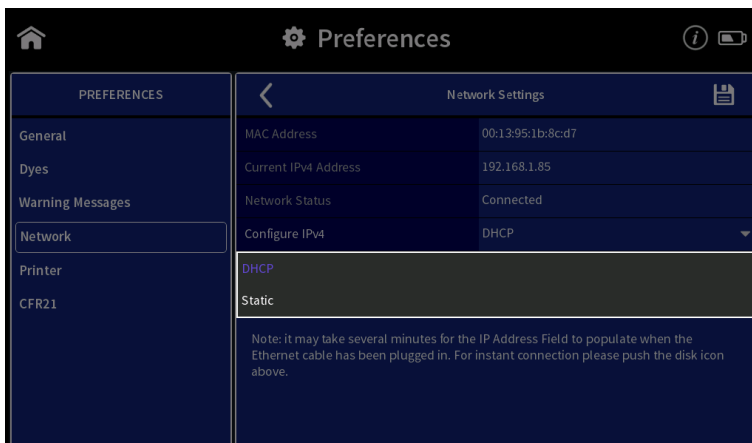 Preferences
i
PREFERENCES
Network Settings
General
Dyes
Warning Messages
Network
Printer
CFR21
MAC Address 00:13:95:1b:8c:d7
Current IPv4 Address 192.168.1.85
Network Status Connected
Configure IPv4 DHCP
DHCP
Static
Note: it may take several minutes for the IP Address Field to populate when the
Ethernet cable has been plugged in. For instant connection please push the disk icon
above.